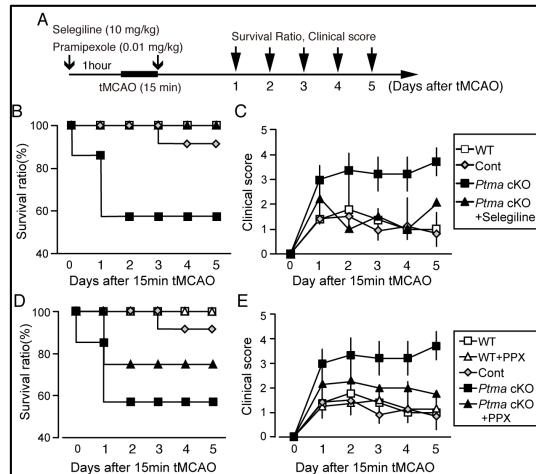 A
Selegiline (10 mg/kg)
Pramipexole (0.01 mg/kg)
1hour
tMCAO (15 min)
Survival Ratio, Clinical score
1 2 3 4 5 (Days after tMCAO)
B
Survival ratio(%)
100
80
60
40
0 1 2 3 4 5
Days after 15min tMCAO
C
Clinical score
5
4
3
2
1
0
0 1 2 3 4 5
Days after 15min tMCAO
WT
Cont
Ptma cKO
Ptma cKO
+Selegiline
D
Survival ratio(%)
100
80
60
40
0 1 2 3 4 5
Days after 15min tMCAO
E
Clinical score
5
4
3
2
1
0
0 1 2 3 4 5
Days after 15min tMCAO
WT
WT+PPX
Cont
Ptma cKO
Ptma cKO
+PPX